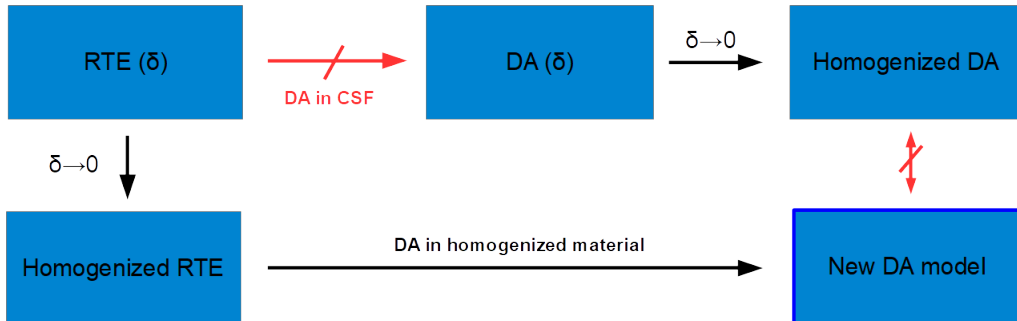 RTE (δ)
DA in CSF
DA (δ)
δ→0
Homogenized DA
δ→0
Homogenized RTE
DA in homogenized material
New DA model